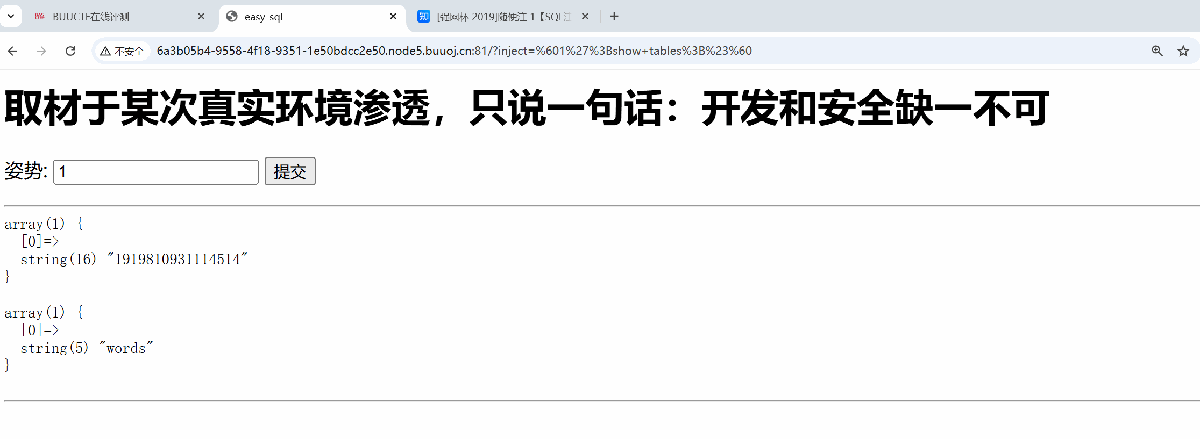 BUUCTF在线评测
easy_sql
[强网杯 2019]随便注 1【SQL注
不安全
6a3b05b4-9558-4f18-9351-1e50bdcc2e50.node5.buuoj.cn:81/?inject=%601%27%3Bshow+tables%3B%23%60
取材于某次真实环境渗透，只说一句话：开发和安全缺一不可
姿势: 1 提交
array(1) {
[0]=>
string(16) "1919810931114514"
}
array(1) {
[0]=>
string(5) "words"
}